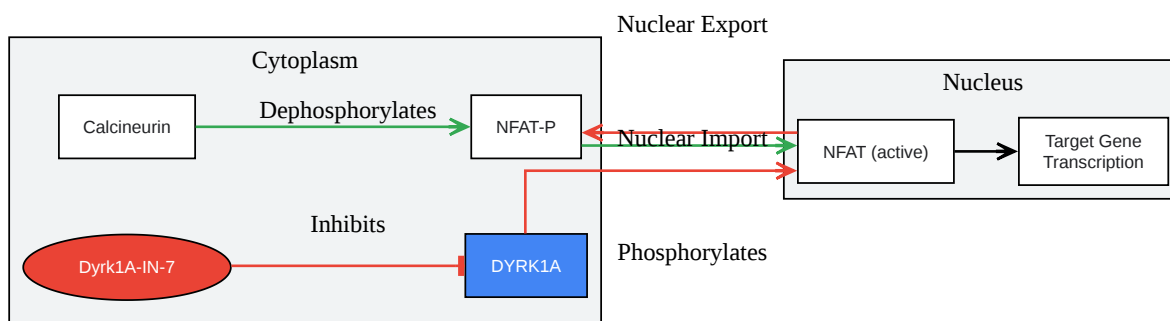 Nuclear Export
Cytoplasm
Nucleus
Calcineurin
Dephosphorylates
NFAT-P
Nuclear Import
NFAT (active)
Target Gene
Transcription
Inhibits
Dyrk1A-IN-7
DYRK1A
Phosphorylates